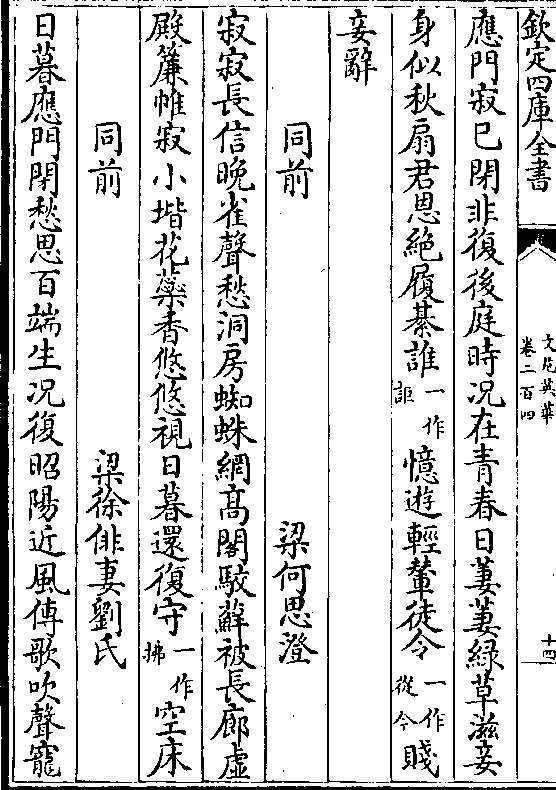 欽定四庫全書
文苑英華
卷二百四
十四
應門寂已閉非復後庭時况在青春日萋萋緑草滋妾
身似秋扇君恩絶履綦誰一作詎憶遊輕輦徒令一作從今賤
妾辭
同前
梁何思澄
寂寂長信晚雀聲愁洞房蜘蛛網髙閣駮蘚被長廊虛
殿簾帷寂小堦花蘂香悠悠視日暮還復守一作拂空床
同前
梁徐悱妻劉氏
日暮應門閉愁思百端生况復昭陽近風傳歌吹聲寵